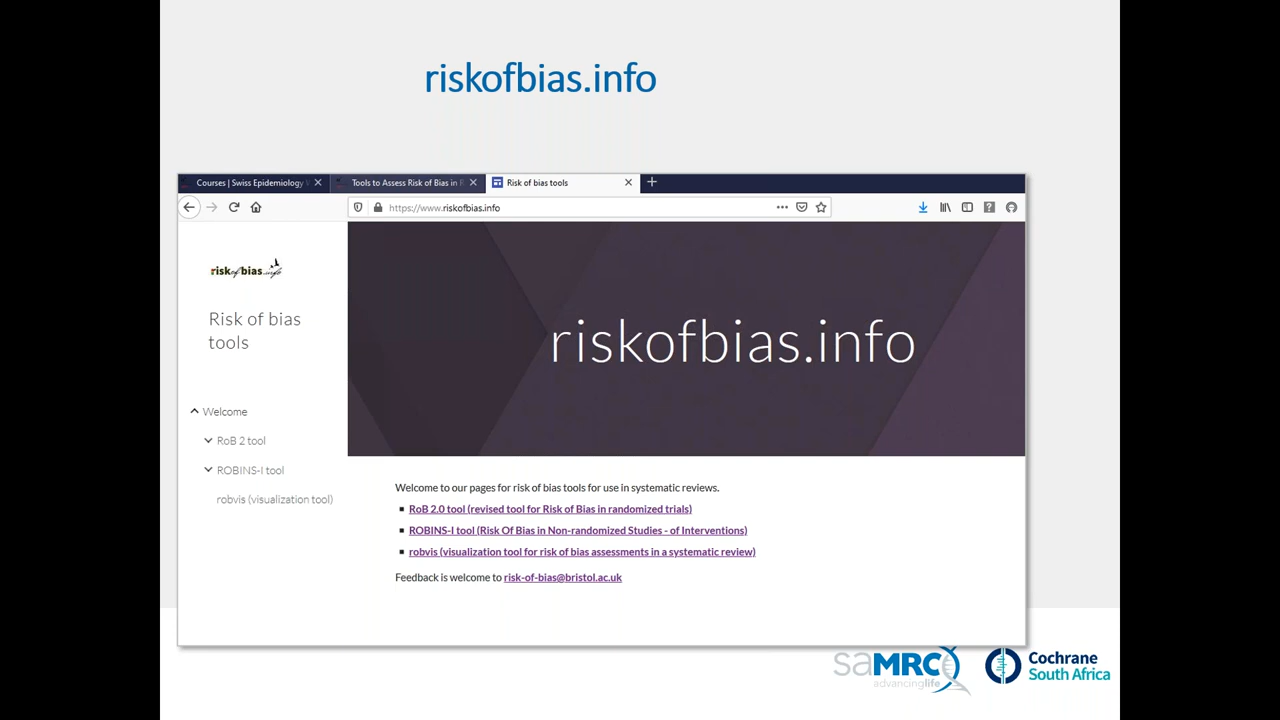 riskofbias.info
Courses | Swiss Epidemiology
Tools to Assess Risk of Bias in R
Risk of bias tools
https://www.riskofbias.info
riskofbias.info
Risk of bias
tools
Welcome
RoB 2 tool
ROBINS-I tool
robvis (visualization tool)
riskofbias.info
Welcome to our pages for risk of bias tools for use in systematic reviews.
RoB 2.0 tool (revised tool for Risk of Bias in randomized trials)
ROBINS-I tool (Risk Of Bias in Non-randomized Studies - of Interventions)
robvis (visualization tool for risk of bias assessments in a systematic review)
Feedback is welcome to risk-of-bias@bristol.ac.uk
saMRC
advancinglife
Cochrane
South Africa